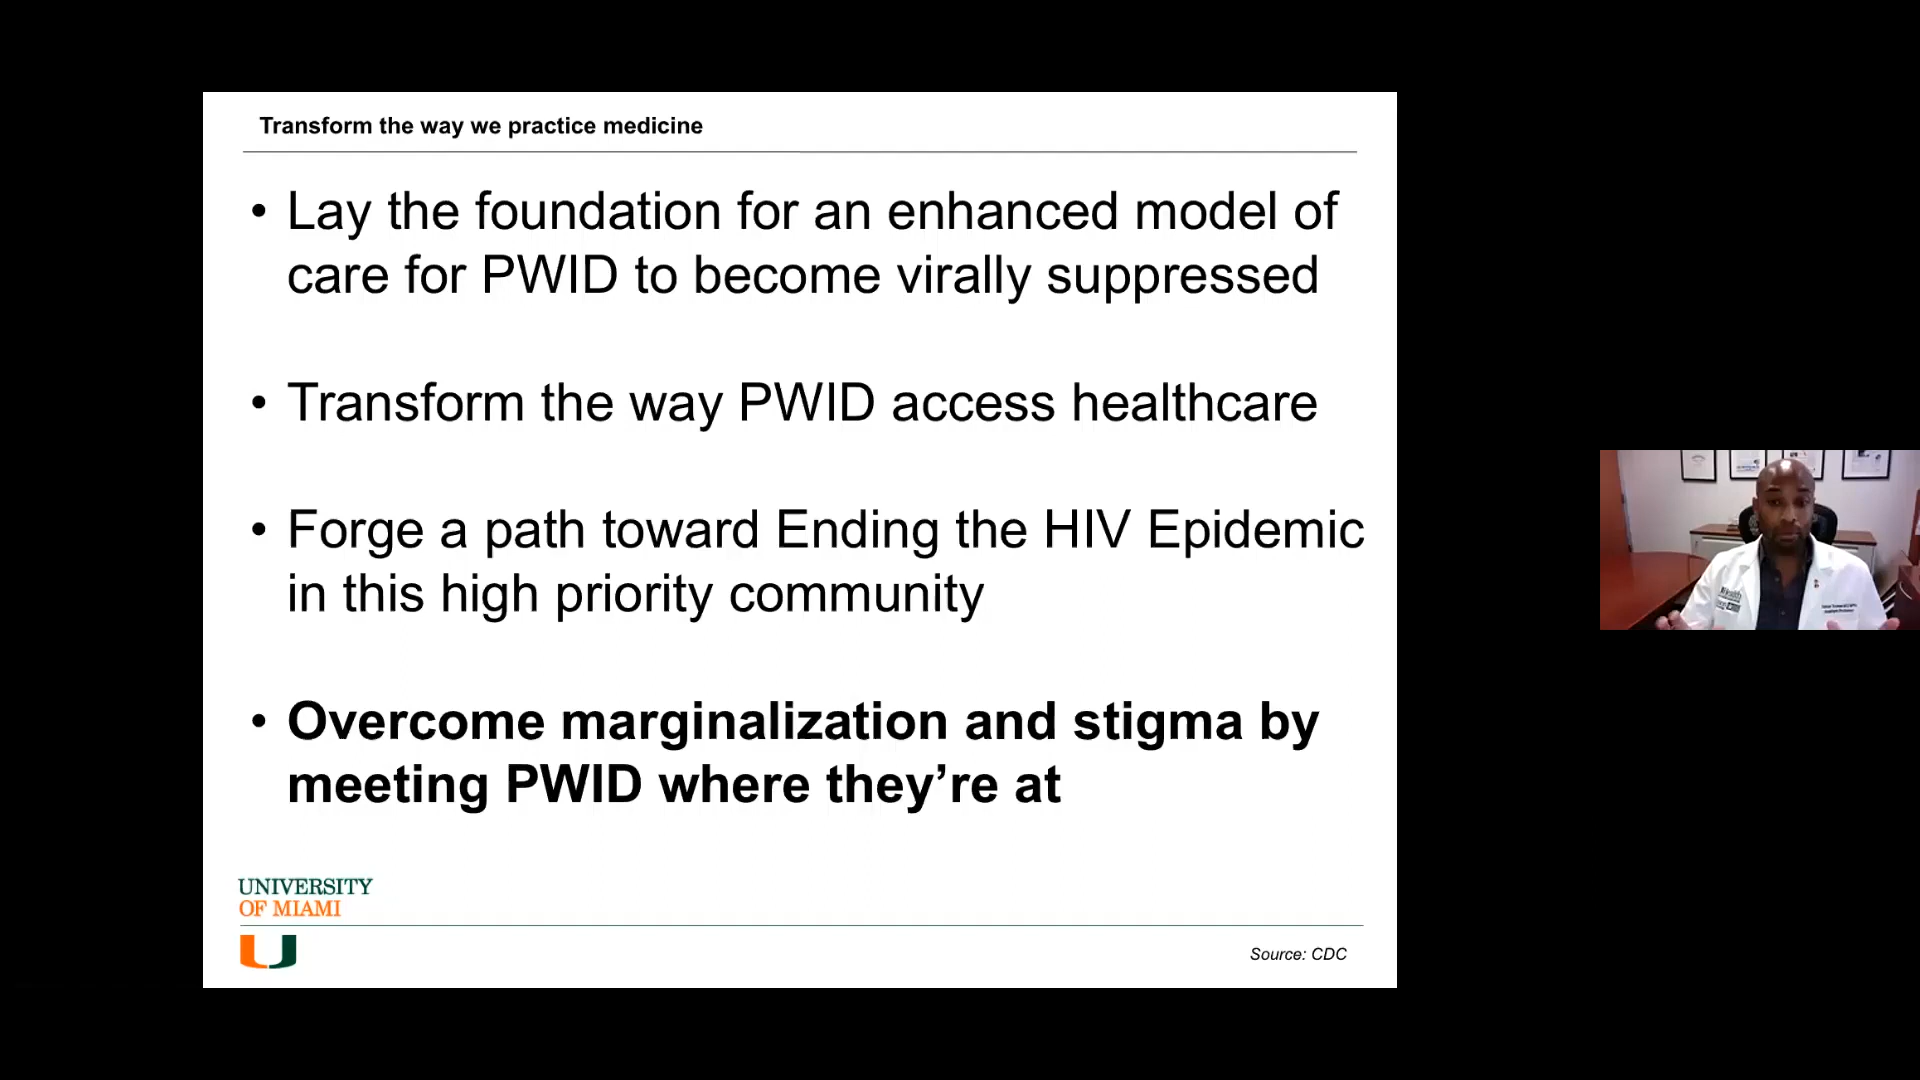 Transform the way we practice medicine
• Lay the foundation for an enhanced model of
care for PWID to become virally suppressed
• Transform the way PWID access healthcare
• Forge a path toward Ending the HIV Epidemic
in this high priority community
• Overcome marginalization and stigma by
meeting PWID where they’re at
UNIVERSITY
OF MIAMI
Source: CDC